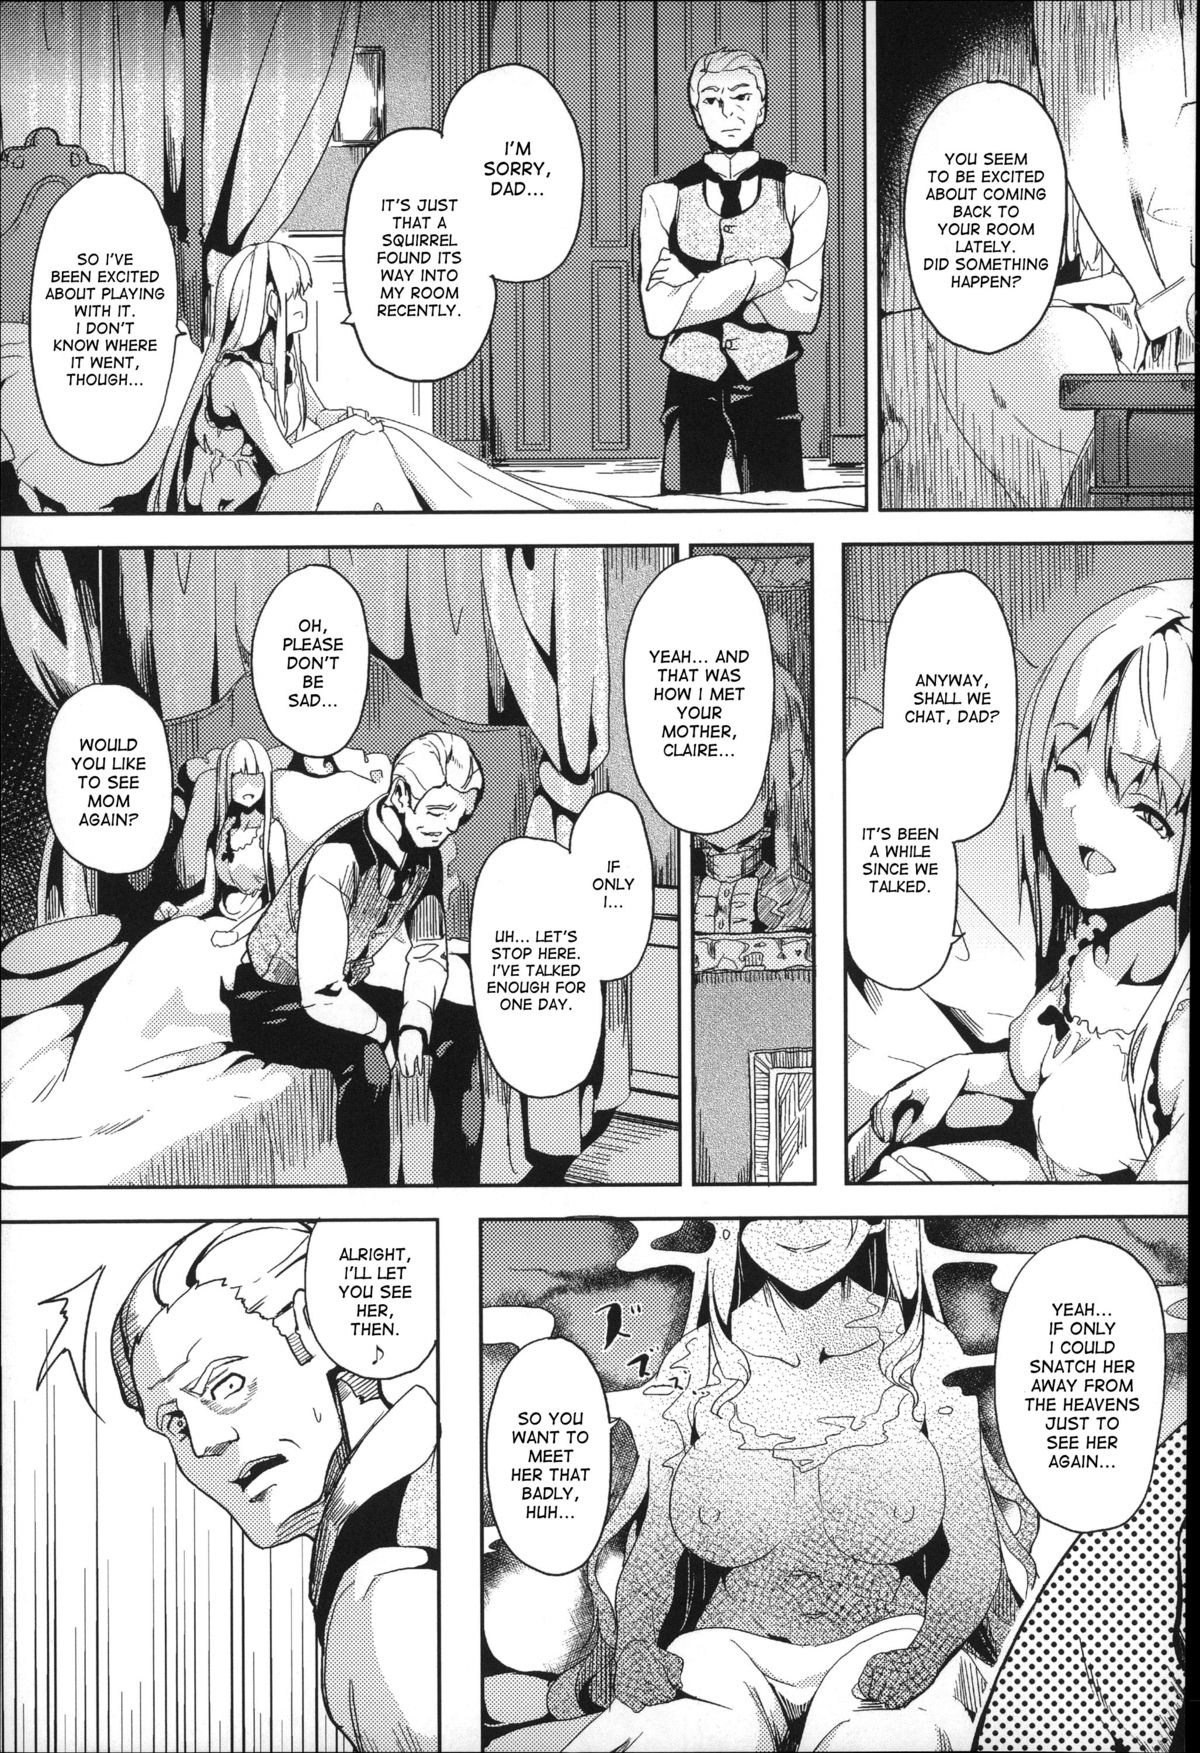 YOU SEEM
TO BE EXCITED
ABOUT COMING
BACK TO
YOUR ROOM
LATELY.
DID SOMETHING
HAPPEN?
I'M
SORRY,
DAD...
IT'S JUST
THAT A
SQUIRREL
FOUND ITS
WAY INTO
MY ROOM
RECENTLY.
SO I'VE
BEEN EXCITED
ABOUT PLAYING
WITH IT.
I DON'T
KNOW WHERE
IT WENT,
THOUGH...
ANYWAY,
SHALL WE
CHAT, DAD?
IT'S BEEN
A WHILE
SINCE WE
TALKED.
YEAH... AND
THAT WAS
HOW I MET
YOUR
MOTHER,
CLAIRE...
IF
ONLY
I...
UH... LET'S
STOP HERE.
I'VE TALKED
ENOUGH FOR
ONE DAY.
OH,
PLEASE
DON'T
BE
SAD...
WOULD
YOU LIKE
TO SEE
MOM
AGAIN?
YEAH...
IF ONLY
I COULD
SNATCH HER
AWAY FROM
THE HEAVENS
JUST TO
SEE HER
AGAIN...
ズ
ズ
SO YOU
WANT TO
MEET
HER THAT
BADLY,
HUH...
ALRIGHT,
I'LL LET
YOU SEE
HER,
THEN.
♪